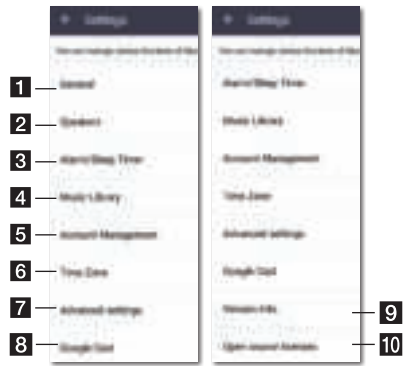 Settings
1 General
2 Speakers
3 Alarm/Sleep Timer
4 Music Library
5 Account Management
6 Time Zone
7 Advanced settings
8 Google Cast
Settings
Alarm/Sleep Timer
Music Library
Account Management
Time Zone
Advanced settings
Google Cast
Version Info. 9
Open source licenses 10